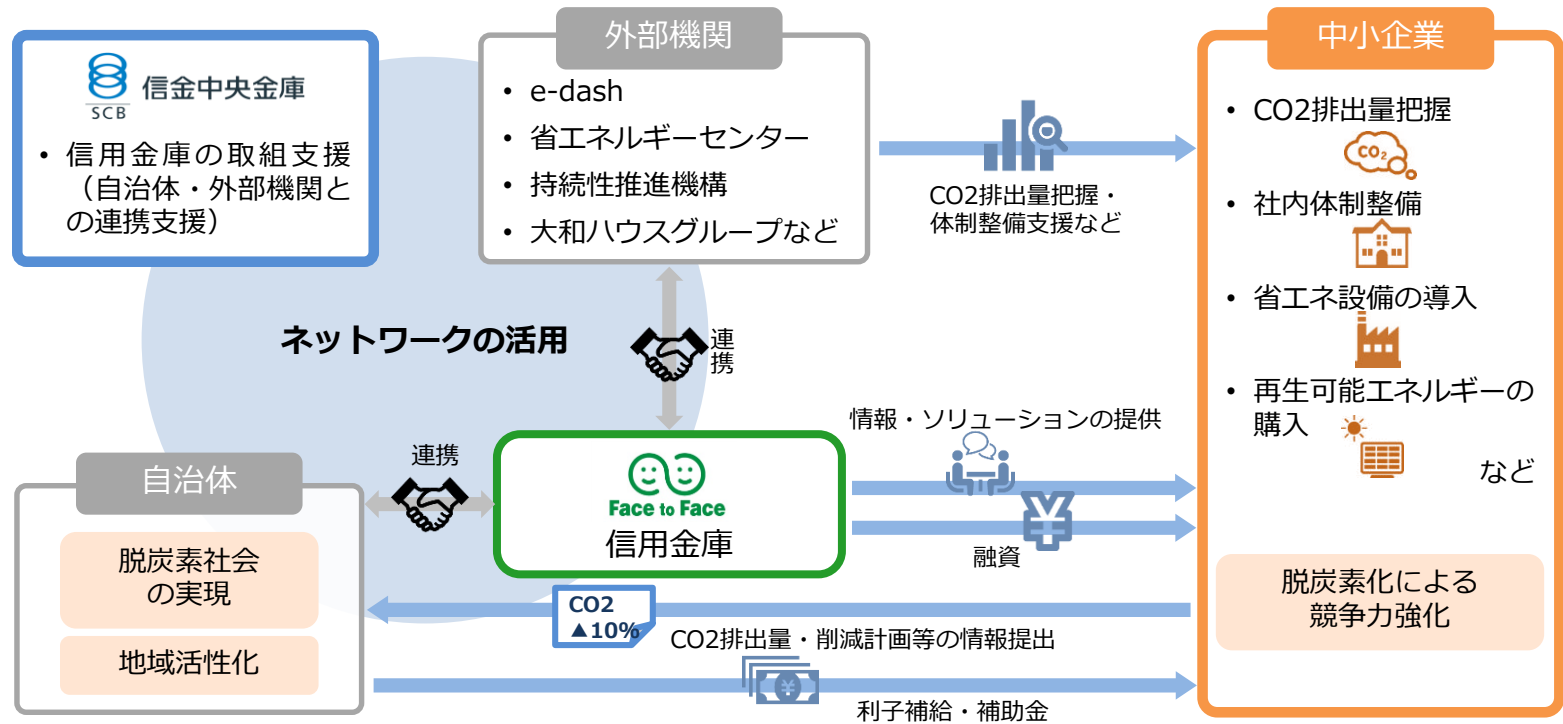 SCB
信金中央金庫
• 信用金庫の取組支援
（自治体・外部機関と
の連携支援）
外部機関
• e-dash
• 省エネルギーセンター
• 持続性推進機構
• 大和ハウスグループなど
CO2排出量把握・
体制整備支援など
中小企業
• CO2排出量把握
CO₂
• 社内体制整備
• 省エネ設備の導入
• 再生可能エネルギーの
購入
など
脱炭素化による
競争力強化
ネットワークの活用
連
携
連携
Face to Face
信用金庫
情報・ソリューションの提供
¥
融資
自治体
脱炭素社会
の実現
地域活性化
CO2
▲10%
CO2排出量・削減計画等の情報提出
¥
利子補給・補助金